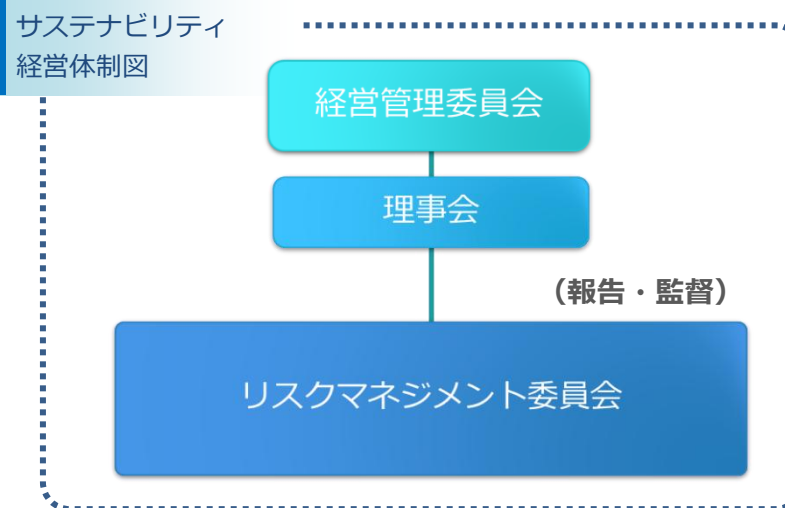 サステナビリティ
経営体制図
経営管理委員会
理事会
（報告・監督）
リスクマネジメント委員会